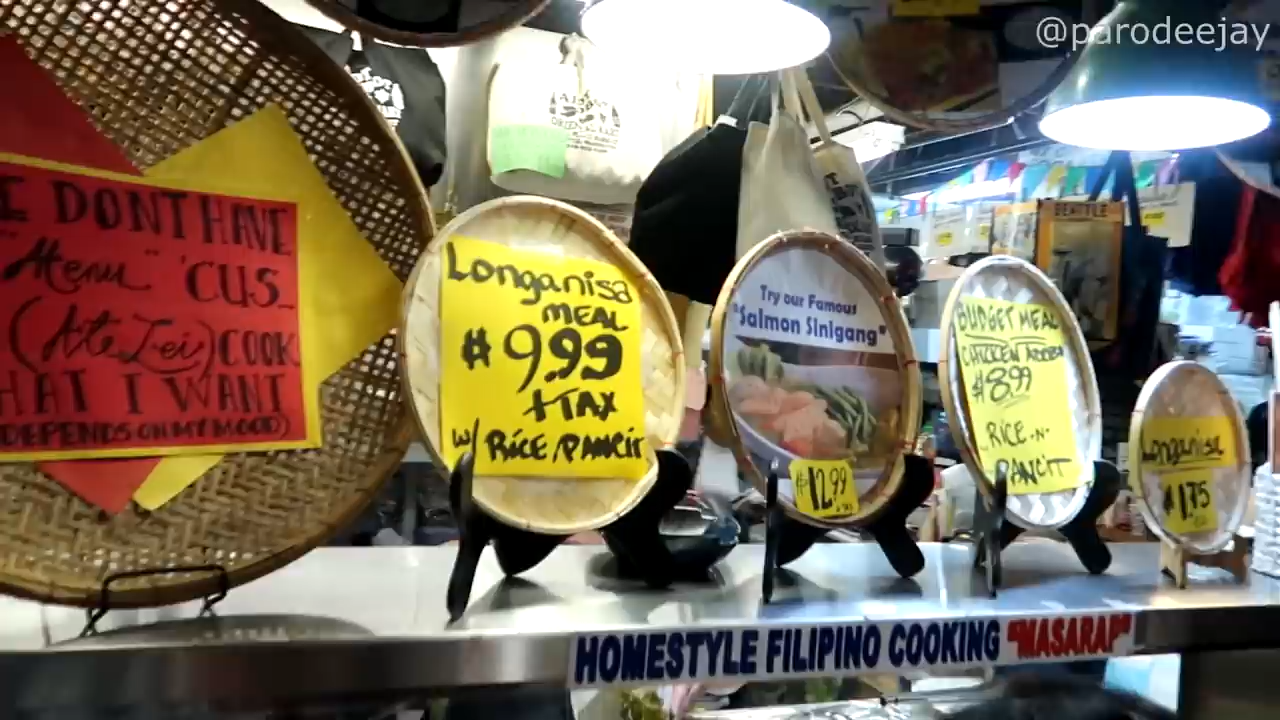 @parodeejay
I DONT HAVE
"Menu" 'CUS_
(Ate Lei) COOK
HAT I WANT
(DEPENDS ON MY MOOD)
Longanisa
MEAL
$9.99
+TAX
w/ RICE/PANCIT
Try our Famous
"Salmon Sinigang"
$12.99
BUDGET MEAL
CHICKEN ADOBO
$8.99
RICE -N-
PANCIT
Longanisa
$1.75
SEATTLE
HOMESTYLE FILIPINO COOKING "MASARAP"